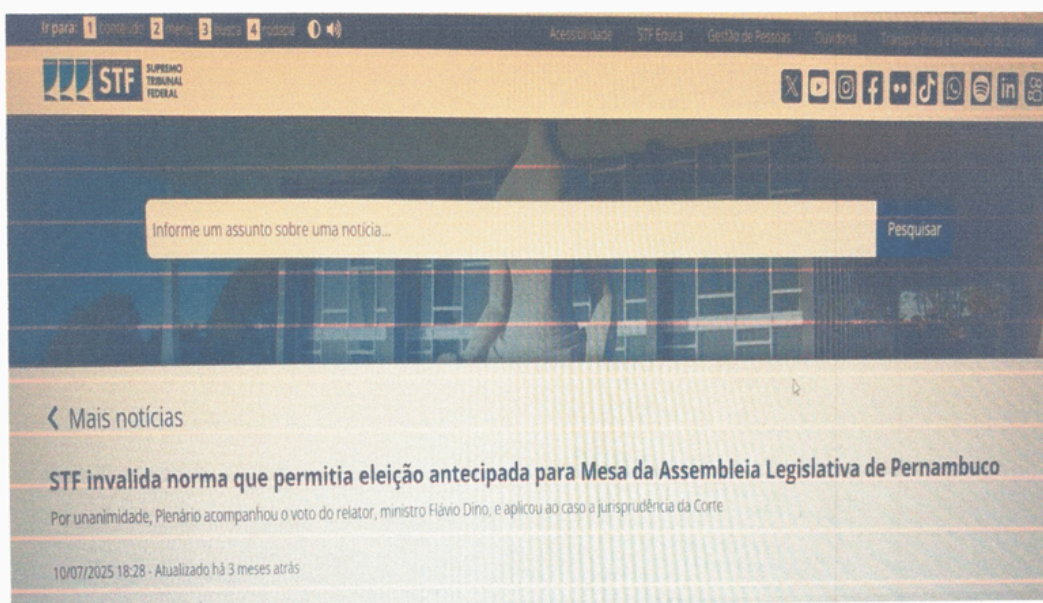 Ir para: 1 conteúdo 2 menu 3 busca 4 rodapé
Acessibilidade STF Educa Gestão de Pessoas Ouvidoria
STF SUPREMO
TRIBUNAL
FEDERAL
Informe um assunto sobre uma notícia...
Pesquisar
Mais notícias
STF invalida norma que permitia eleição antecipada para Mesa da Assembleia Legislativa de Pernambuco
Por unanimidade, Plenário acompanhou o voto do relator, ministro Flávio Dino, e aplicou ao caso a jurisprudência da Corte
10/07/2025 18:28 - Atualizado há 3 meses atrás